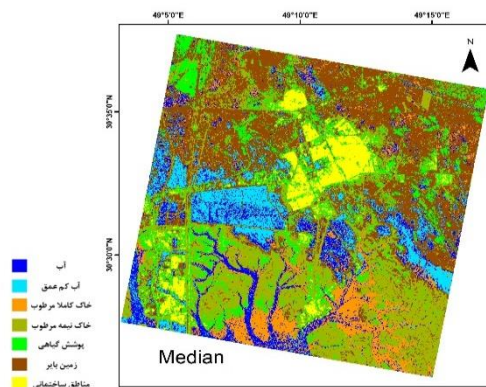 49°5'0"E 49°10'0"E 49°15'0"E
N
30°35'0"N
30°30'0"N
آب
آب کم عمق
خاک کاملا مرطوب
خاک نیمه مرطوب
پوشش گیاهی
زمین بایر
مناطق ساختمانی
Median